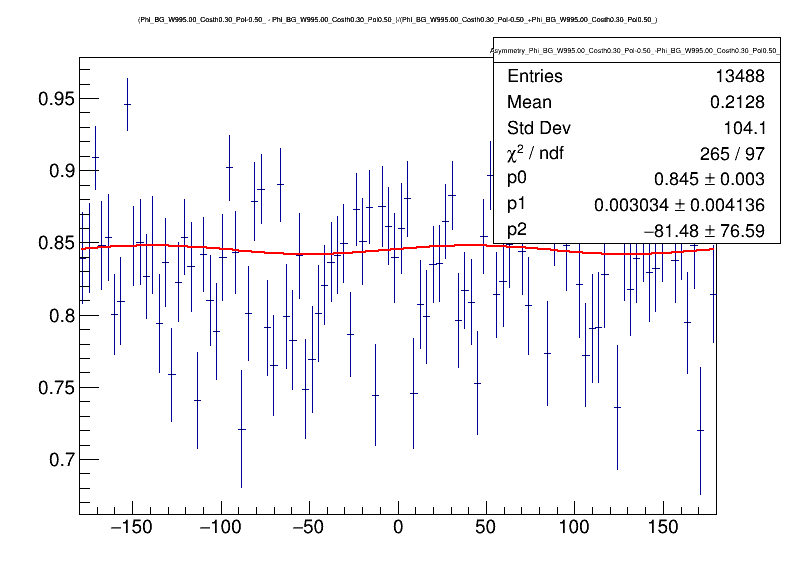 (Phi_BG_W995.00_Costh0.30_Pol-0.50_ - Phi_BG_W995.00_Costh0.30_Pol0.50_)/(Phi_BG_W995.00_Costh0.30_Pol-0.50_+Phi_BG_W995.00_Costh0.30_Pol0.50_)
Asymmetry_Phi_BG_W995.00_Costh0.30_Pol-0.50_-Phi_BG_W995.00_Costh0.30_Pol0.50_
Entries 13488
Mean 0.2128
Std Dev 104.1
χ² / ndf 265 / 97
p0 0.845 ± 0.003
p1 0.003034 ± 0.004136
p2 −81.48 ± 76.59
0.95
0.9
0.85
0.8
0.75
0.7
−150 −100 −50 0 50 100 150